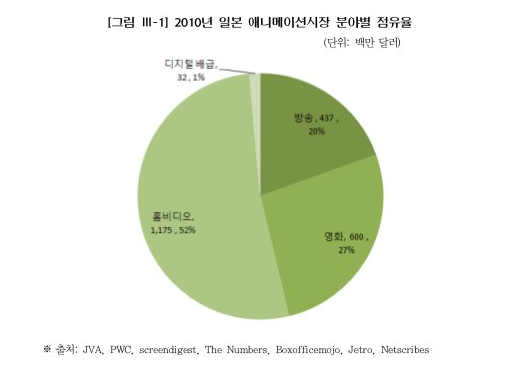 [그림 Ⅲ-1] 2010년 일본 애니메이션시장 분야별 점유율
(단위: 백만 달러)
디지털배급,
32, 1%
방송, 437,
20%
홈비디오,
1,175, 52%
영화, 600,
27%
※ 출처: JVA, PWC, screendigest, The Numbers, Boxofficemojo, Jetro, Netscribes